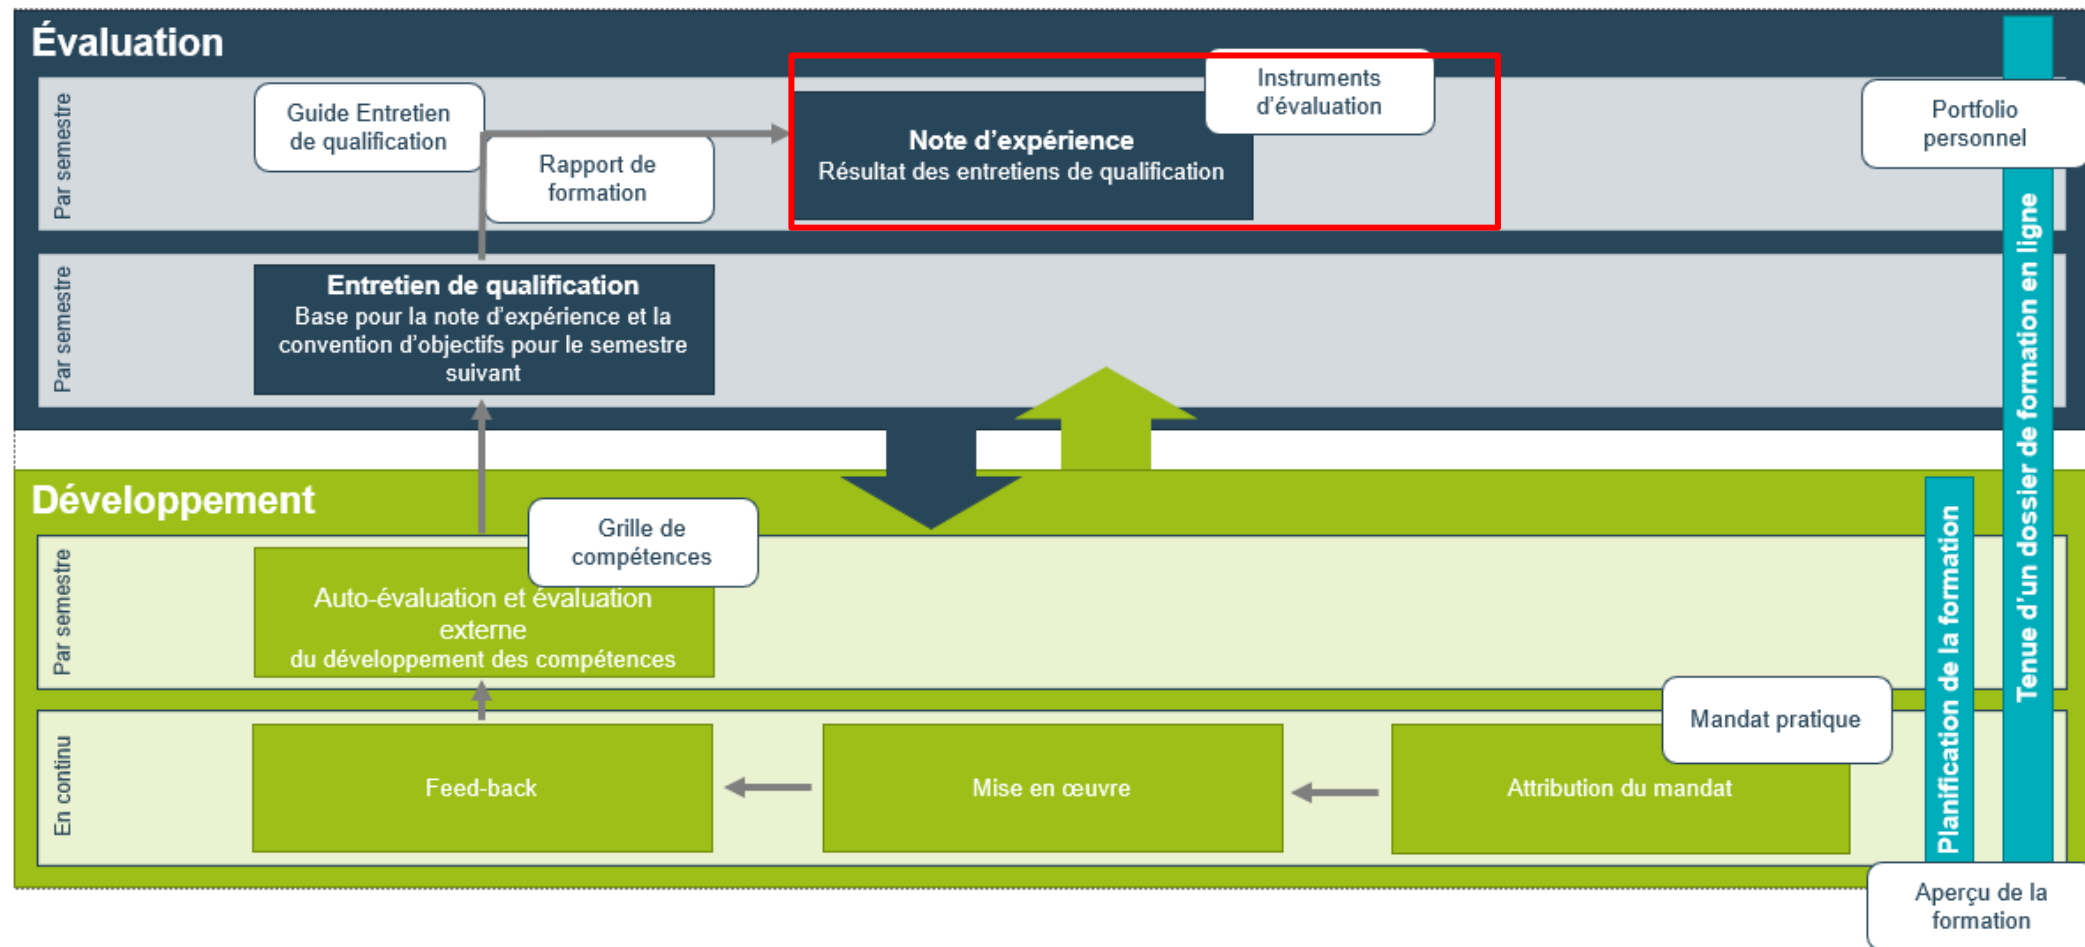 Évaluation
Par semestre
Guide Entretien
de qualification
Rapport de
formation
Note d'expérience
Résultat des entretiens de qualification
Instruments
d'évaluation
Portfolio
personnel
Par semestre
Entretien de qualification
Base pour la note d'expérience et la
convention d'objectifs pour le semestre
suivant
Tenue d'un dossier de formation en ligne
Développement
Par semestre
Grille de
compétences
Auto-évaluation et évaluation
externe
du développement des compétences
Planification de la formation
En continu
Feed-back
Mise en œuvre
Attribution du mandat
Mandat pratique
Aperçu de la
formation